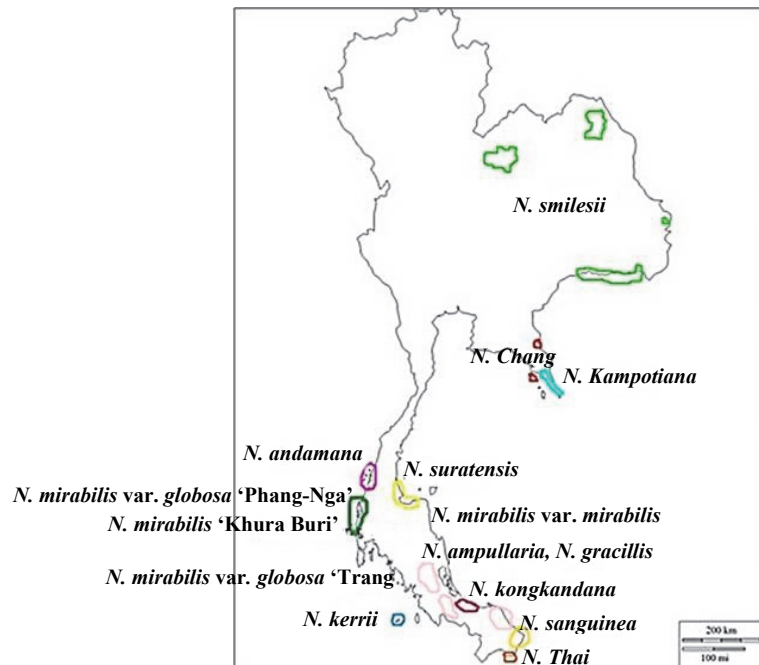 N. smilesii
N. Chang
N. Kampotiana
N. andamana
N. suratensis
N. mirabilis var. globosa ‘Phang-Nga’
N. mirabilis var. mirabilis
N. mirabilis ‘Khura Buri’
N. ampullaria, N. gracillis
N. mirabilis var. globosa ‘Trang
N. kongkandana
N. kerrii
N. sanguinea
N. Thai
200 km
100 mi